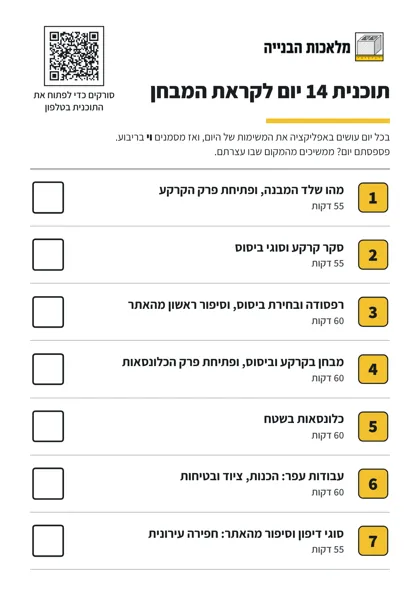 מלאכות הבנייה
סורקים כדי לפתוח את
התוכנית בטלפון
תוכנית 14 יום לקראת המבחן
בכל יום עושים באפליקציה את המשימות של היום, ואז מסמנים וי בריבוע.
פספסתם יום? ממשיכים מהמקום שבו עצרתם.
1
מהו שלד המבנה, ופתיחת פרק הקרקע
55 דקות
2
סקר קרקע וסוגי ביסוס
55 דקות
3
רפסודה ובחירת ביסוס, וסיפור ראשון מהאתר
60 דקות
4
מבחן בקרקע וביסוס, ופתיחת פרק הכלונסאות
60 דקות
5
כלונסאות בשטח
60 דקות
6
עבודות עפר: הכנות, ציוד ובטיחות
60 דקות
7
סוגי דיפון וסיפור מהאתר: חפירה עירונית
55 דקות